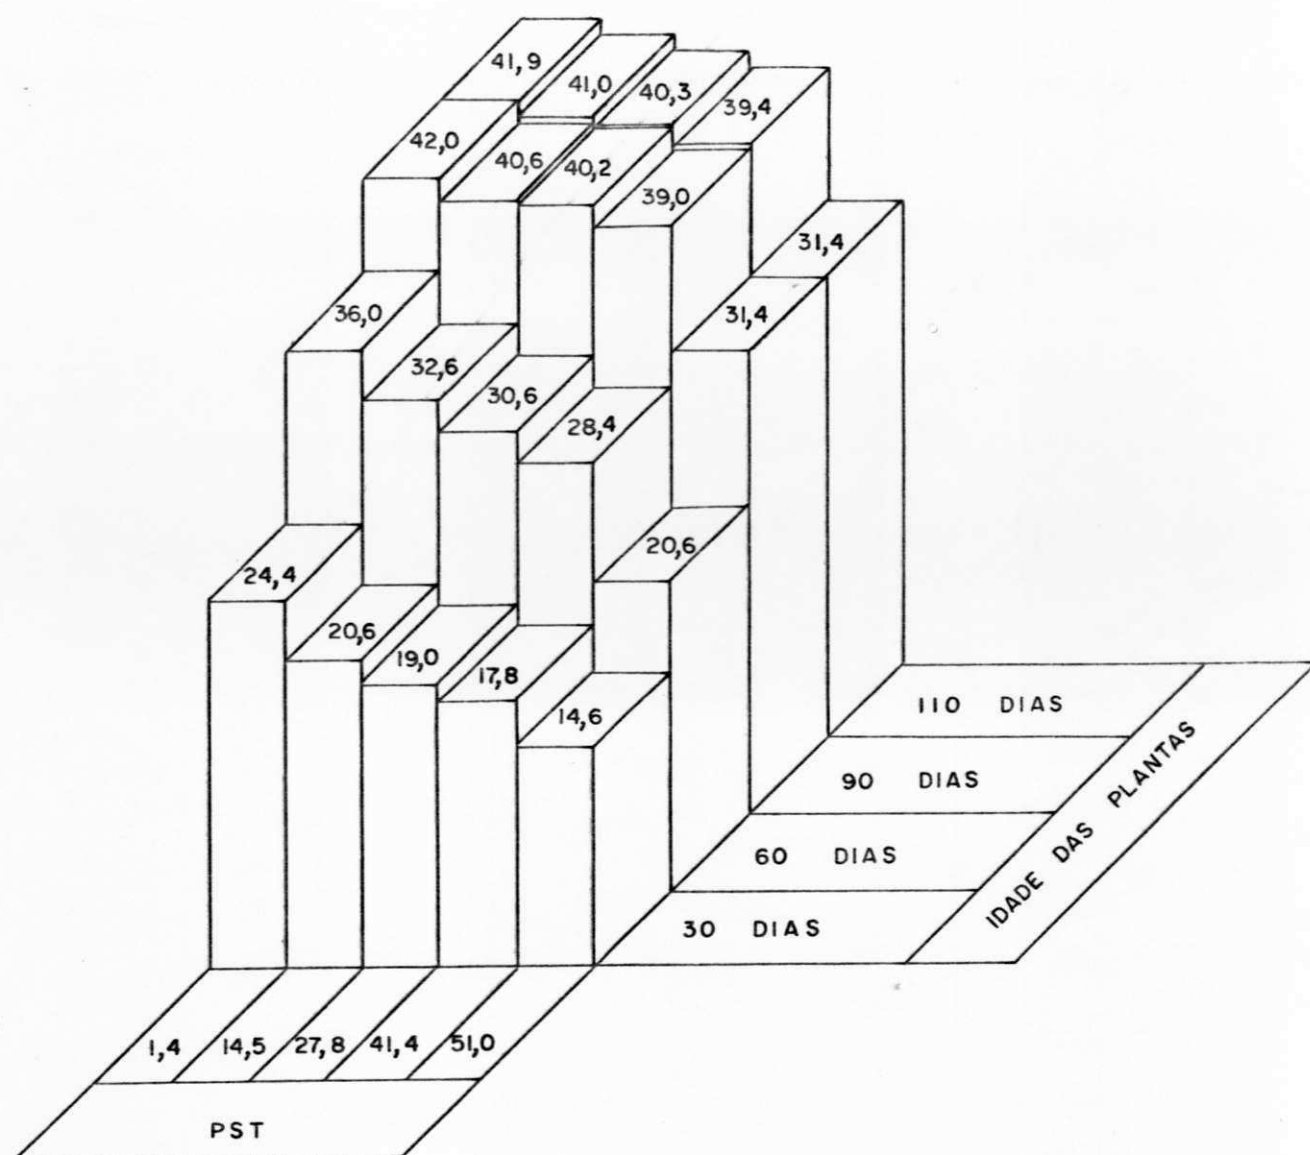 41,9
41,0
40,3
39,4
42,0
40,6
40,2
39,0
31,4
36,0
32,6
30,6
28,4
31,4
24,4
20,6
19,0
17,8
14,6
20,6
110 DIAS
90 DIAS
60 DIAS
30 DIAS
IDADE DAS PLANTAS
1,4 14,5 27,8 41,4 51,0
PST